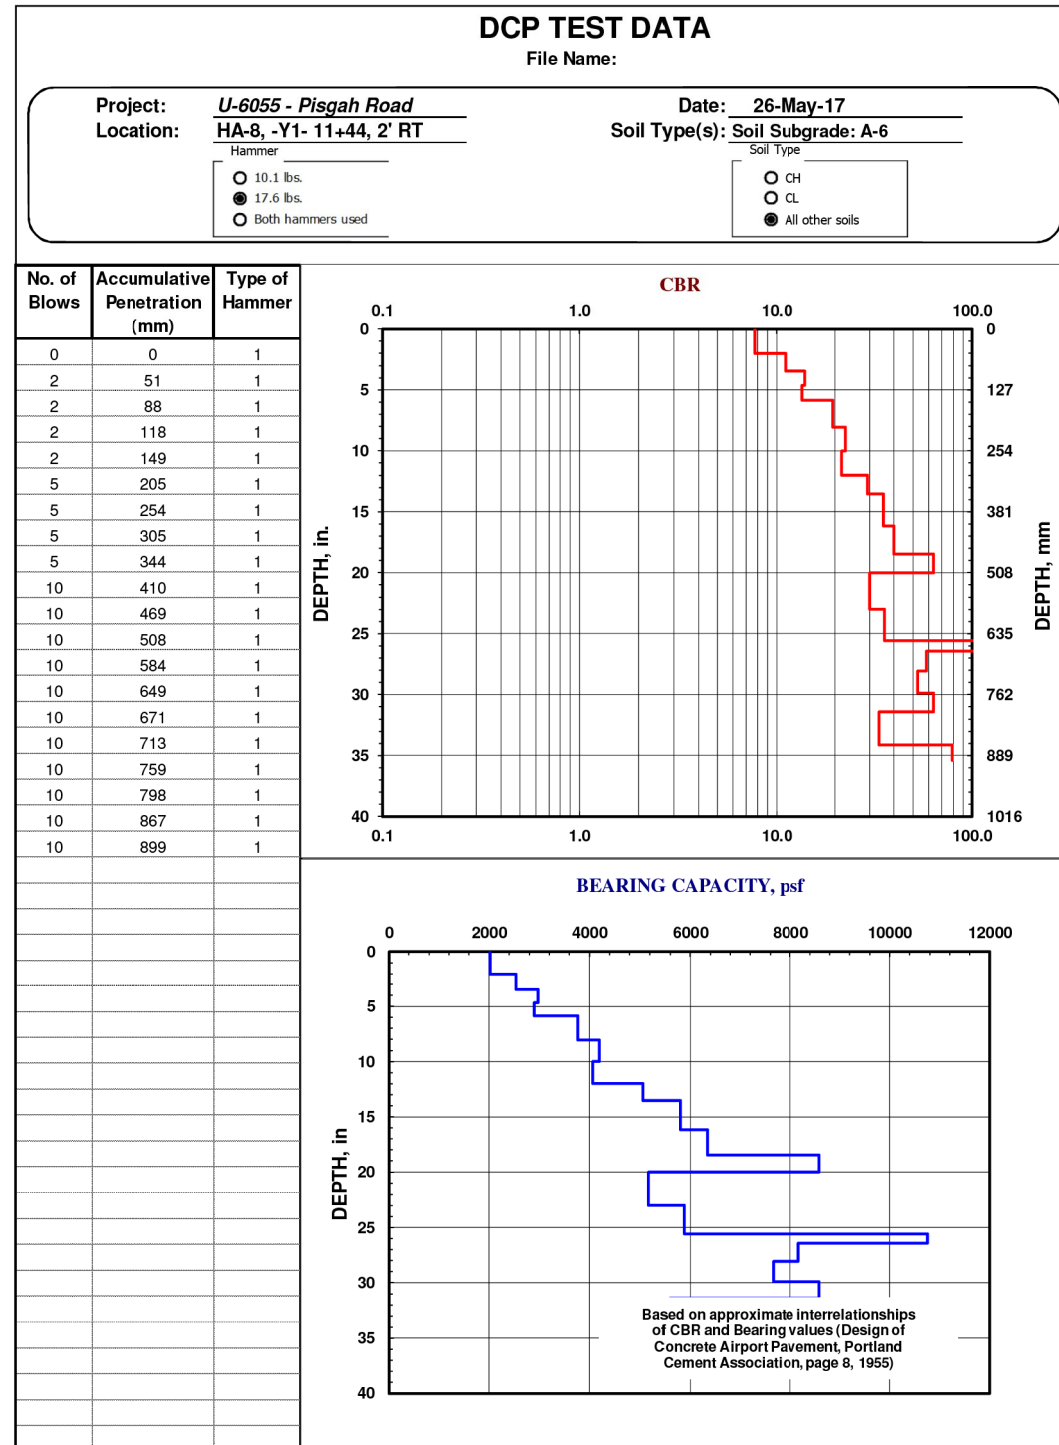 DCP TEST DATA
File Name:
Project: U-6055 - Pisgah Road Date: 26-May-17
Location: HA-8, -Y1- 11+44, 2' RT Soil Type(s): Soil Subgrade: A-6
Hammer Soil Type
10.1 lbs. CH
17.6 lbs. CL
Both hammers used All other soils
No. of Accumulative Type of
Blows Penetration Hammer
(mm)
0 0 1
2 51 1
2 88 1
2 118 1
2 149 1
5 205 1
5 254 1
5 305 1
5 344 1
10 410 1
10 469 1
10 508 1
10 584 1
10 649 1
10 671 1
10 713 1
10 759 1
10 798 1
10 867 1
10 899 1
CBR
0.1 1.0 10.0 100.0
0 0
5 127
10 254
15 381
20 508
25 635
30 762
35 889
40 1016
0.1 1.0 10.0 100.0
DEPTH, in.
DEPTH, mm
BEARING CAPACITY, psf
0 2000 4000 6000 8000 10000 12000
0
5
10
15
20
25
30
35
40
DEPTH, in
Based on approximate interrelationships
of CBR and Bearing values (Design of
Concrete Airport Pavement, Portland
Cement Association, page 8, 1955)